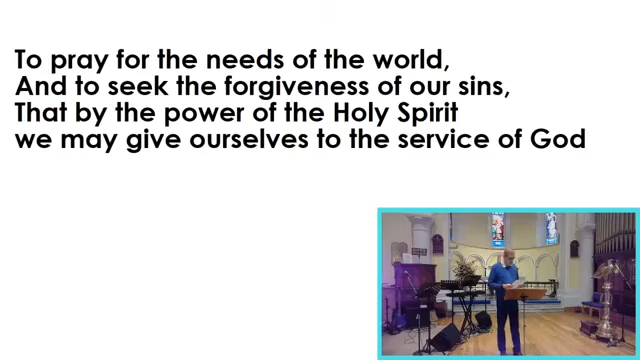 To pray for the needs of the world,
And to seek the forgiveness of our sins,
That by the power of the Holy Spirit
we may give ourselves to the service of God